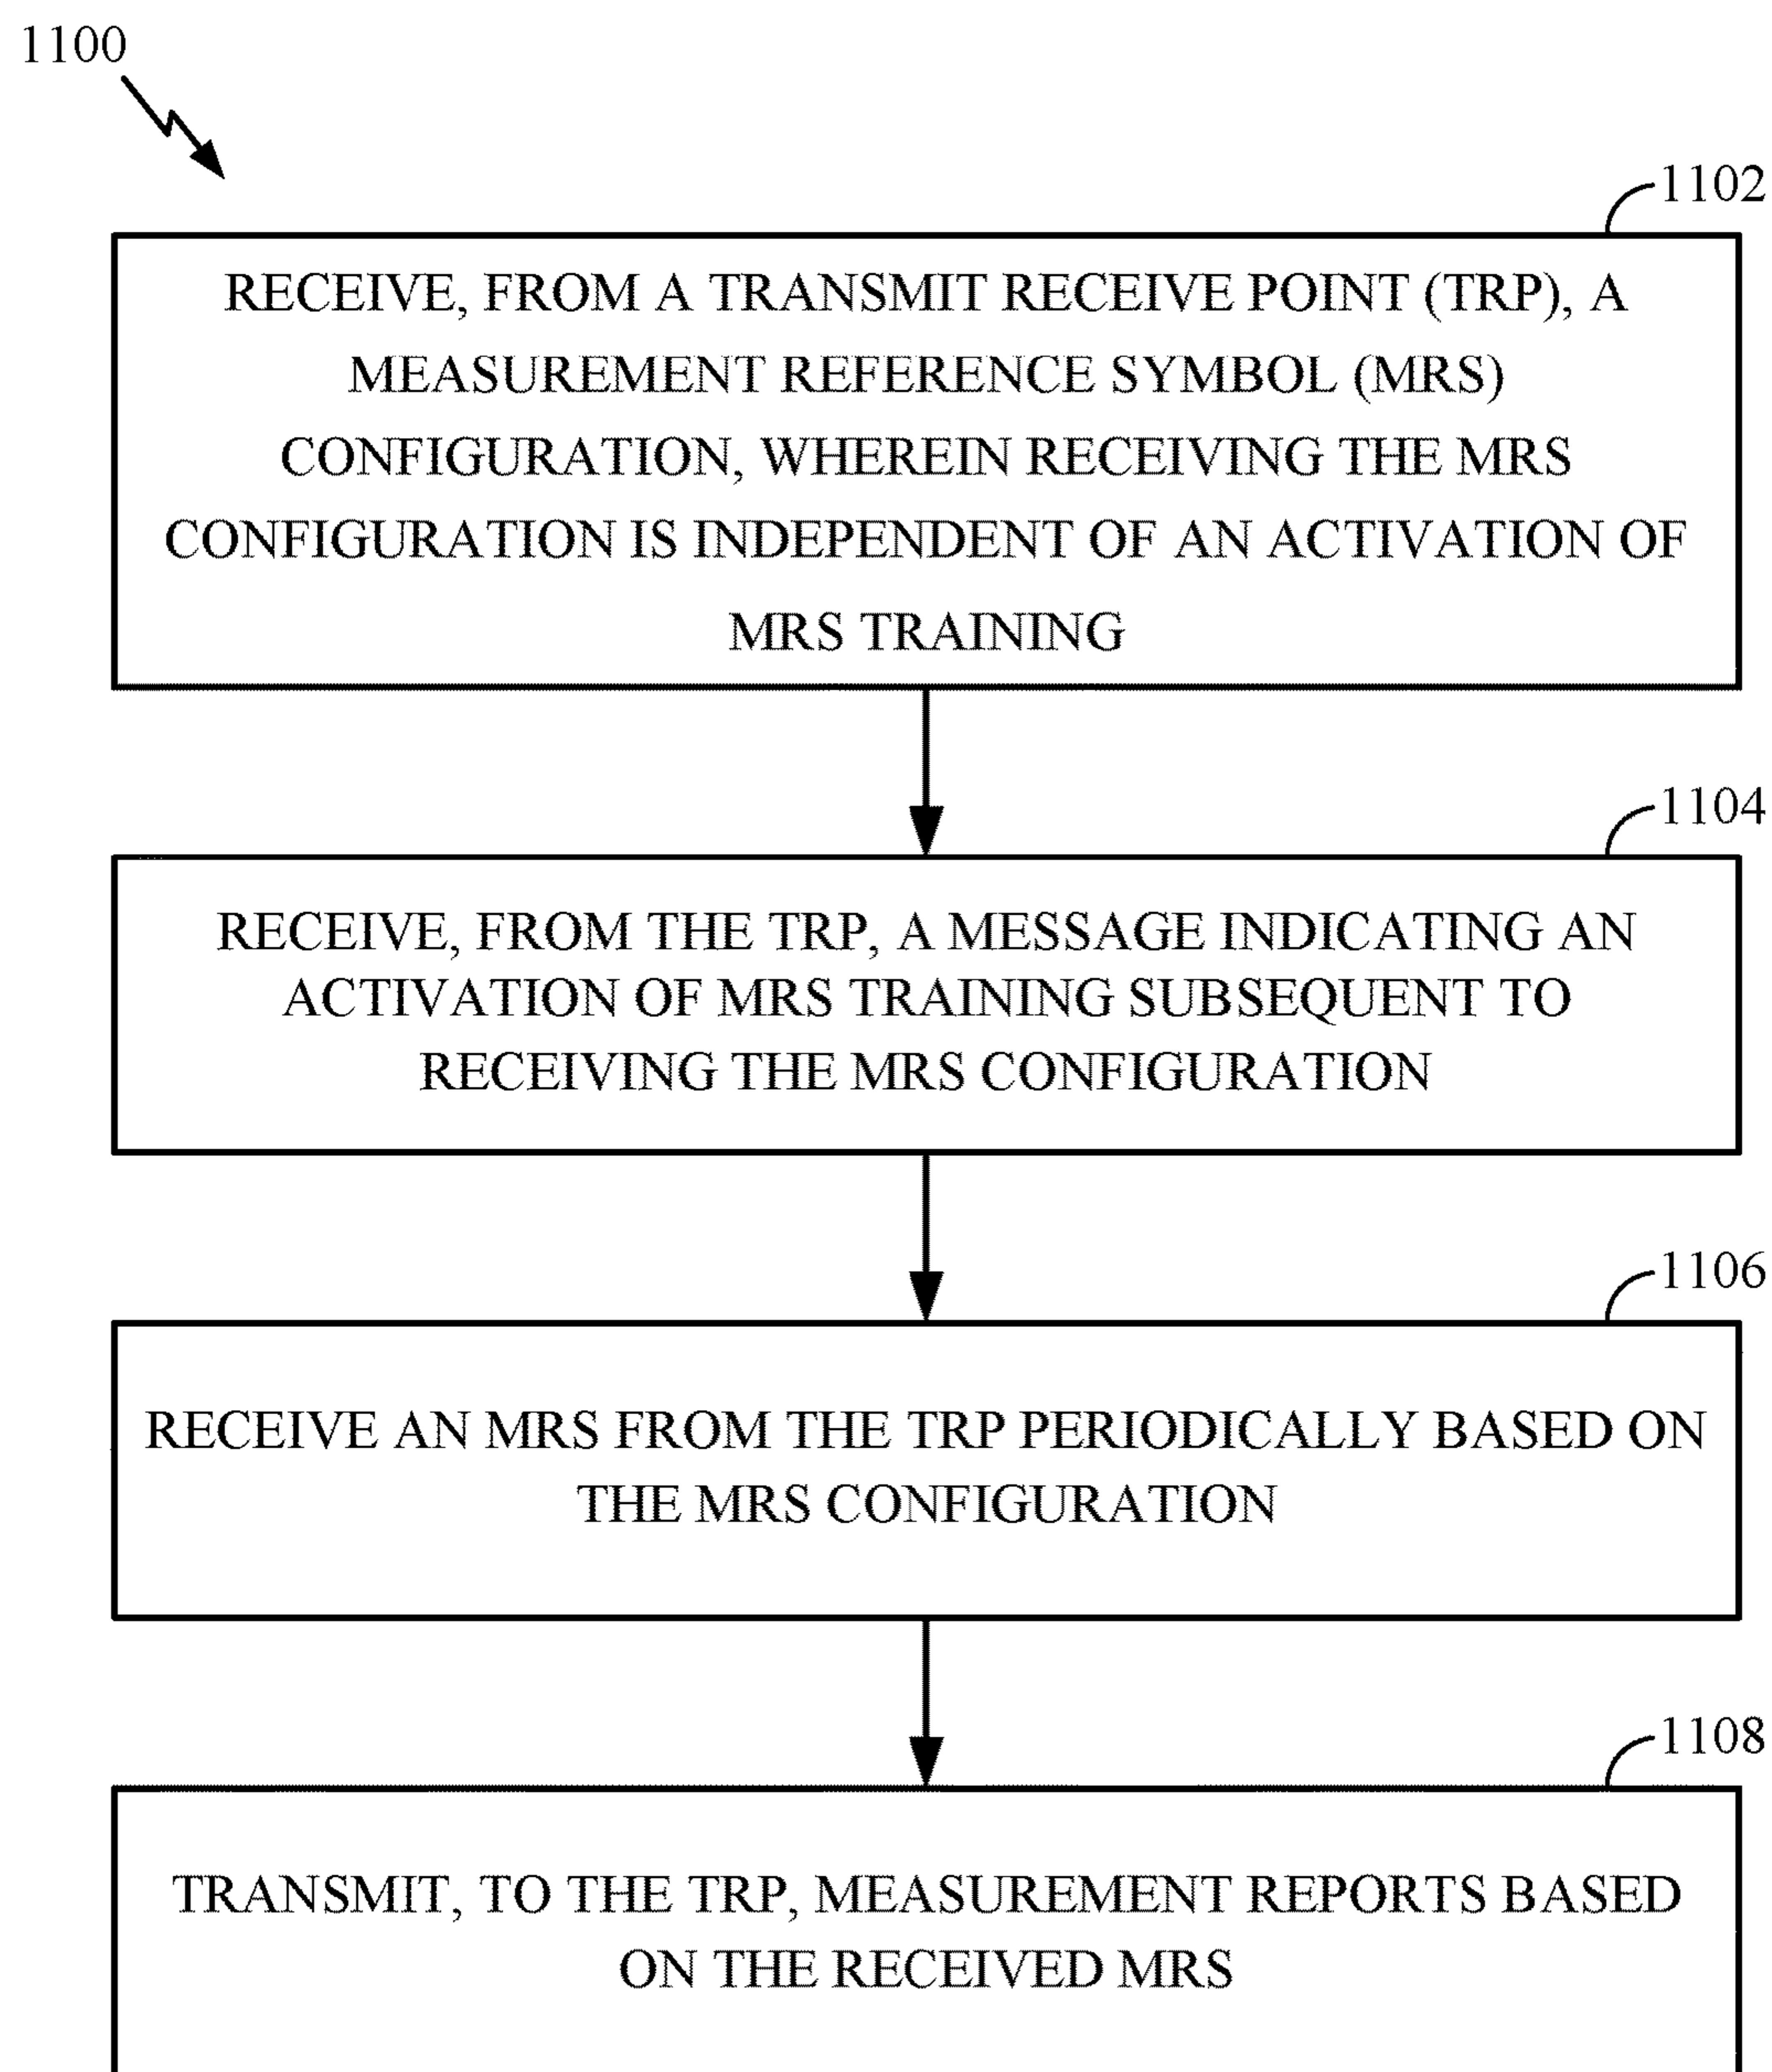 1100
1102
RECEIVE, FROM A TRANSMIT RECEIVE POINT (TRP), A
MEASUREMENT REFERENCE SYMBOL (MRS)
CONFIGURATION, WHEREIN RECEIVING THE MRS
CONFIGURATION IS INDEPENDENT OF AN ACTIVATION OF
MRS TRAINING
1104
RECEIVE, FROM THE TRP, A MESSAGE INDICATING AN
ACTIVATION OF MRS TRAINING SUBSEQUENT TO
RECEIVING THE MRS CONFIGURATION
1106
RECEIVE AN MRS FROM THE TRP PERIODICALLY BASED ON
THE MRS CONFIGURATION
1108
TRANSMIT, TO THE TRP, MEASUREMENT REPORTS BASED
ON THE RECEIVED MRS